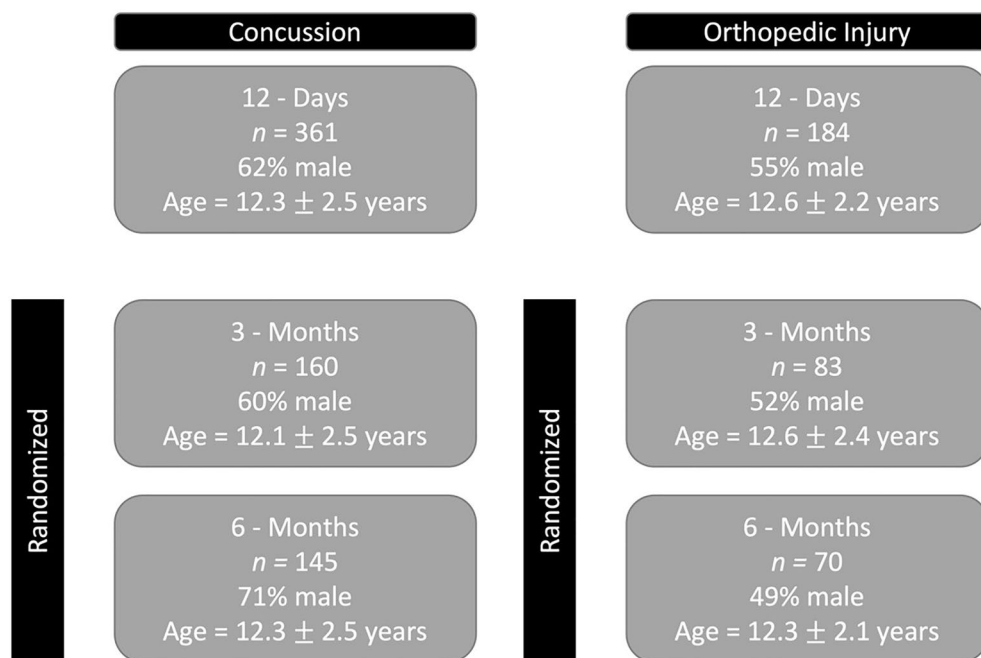 Concussion
12 - Days
n = 361
62% male
Age = 12.3 ± 2.5 years
Orthopedic Injury
12 - Days
n = 184
55% male
Age = 12.6 ± 2.2 years
Randomized
3 - Months
n = 160
60% male
Age = 12.1 ± 2.5 years
6 - Months
n = 145
71% male
Age = 12.3 ± 2.5 years
Randomized
3 - Months
n = 83
52% male
Age = 12.6 ± 2.4 years
6 - Months
n = 70
49% male
Age = 12.3 ± 2.1 years